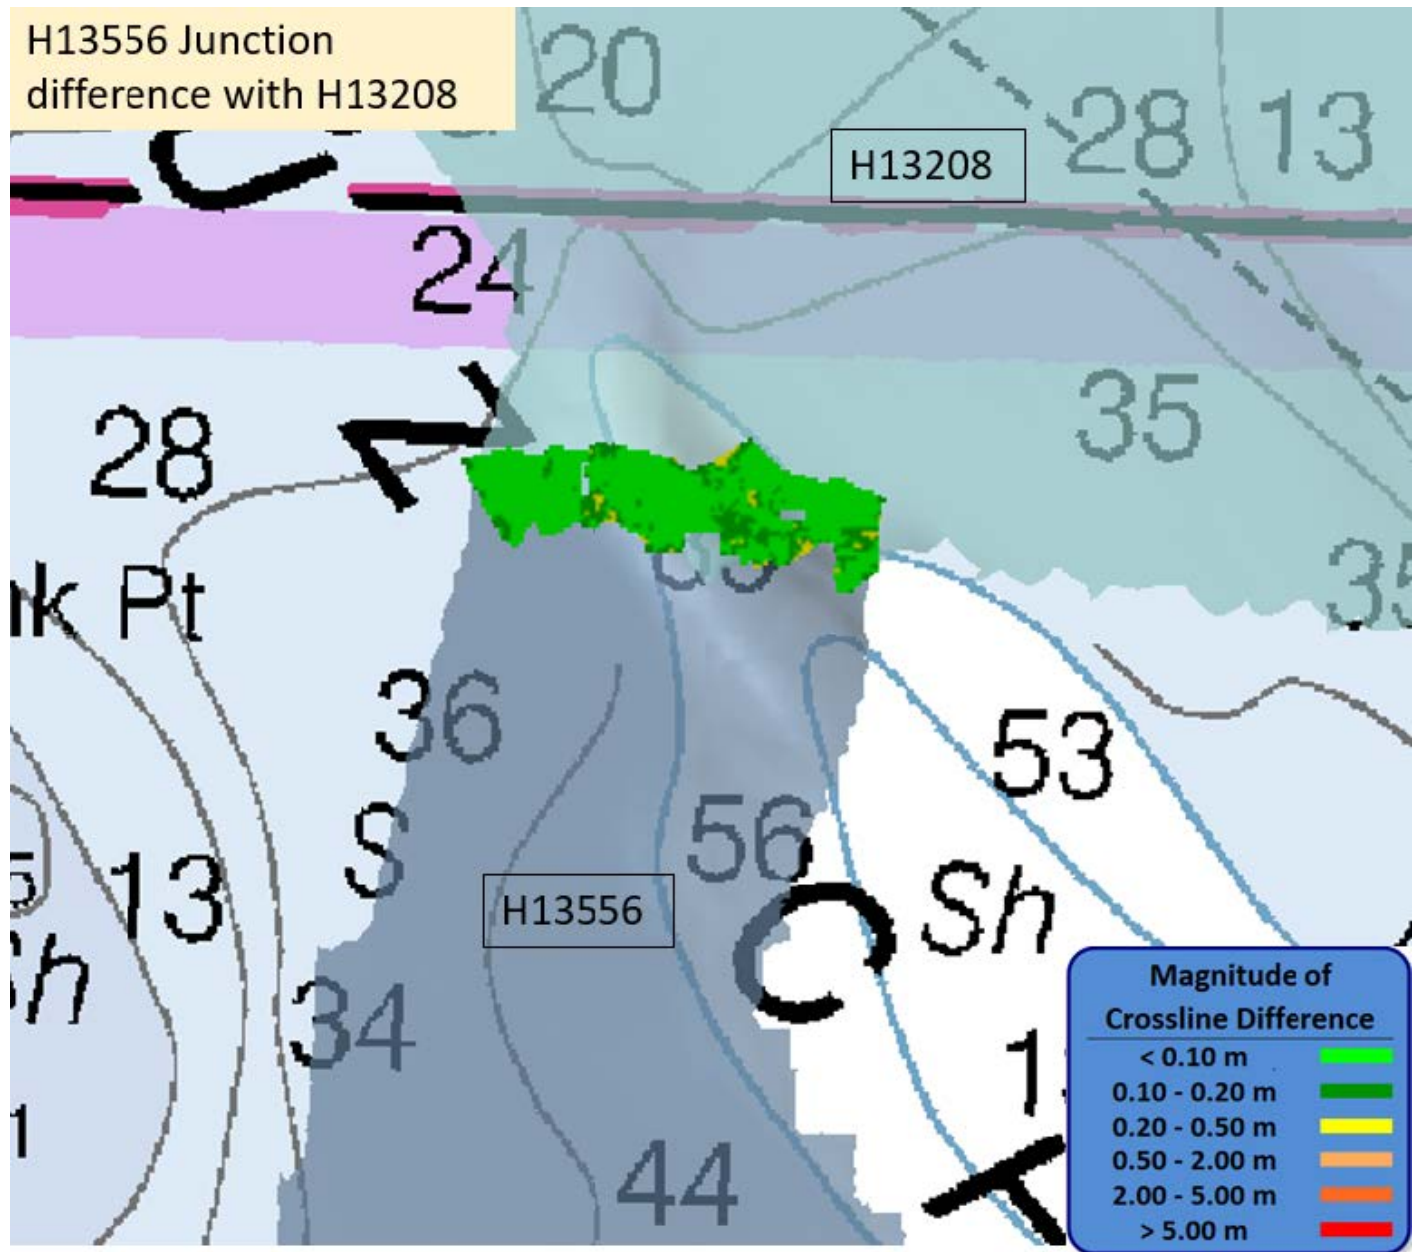 H13556 Junction
difference with H13208
20
28
13
H13208
24
28
35
35
Pt
36
53
S
56
13
Sh
H13556
C
34
44
Magnitude of
Crossline Difference
< 0.10 m
0.10 - 0.20 m
0.20 - 0.50 m
0.50 - 2.00 m
2.00 - 5.00 m
> 5.00 m